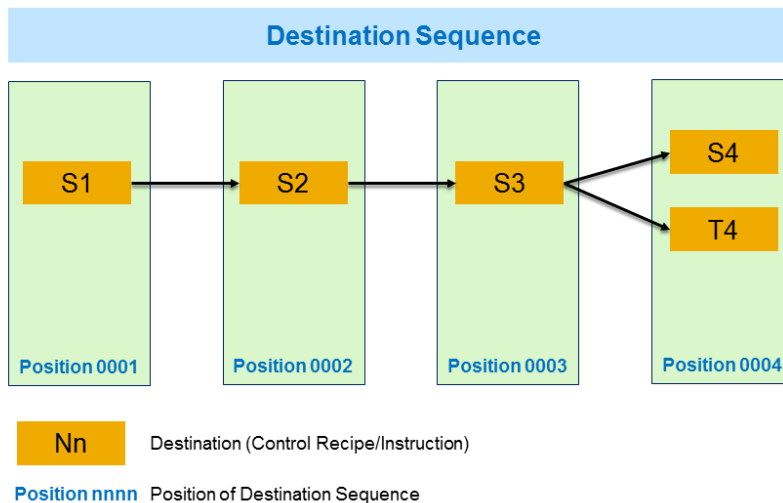 Destination Sequence
S1
S2
S3
S4
T4
Position 0001
Position 0002
Position 0003
Position 0004
Nn
Destination (Control Recipe/Instruction)
Position nnnn
Position of Destination Sequence